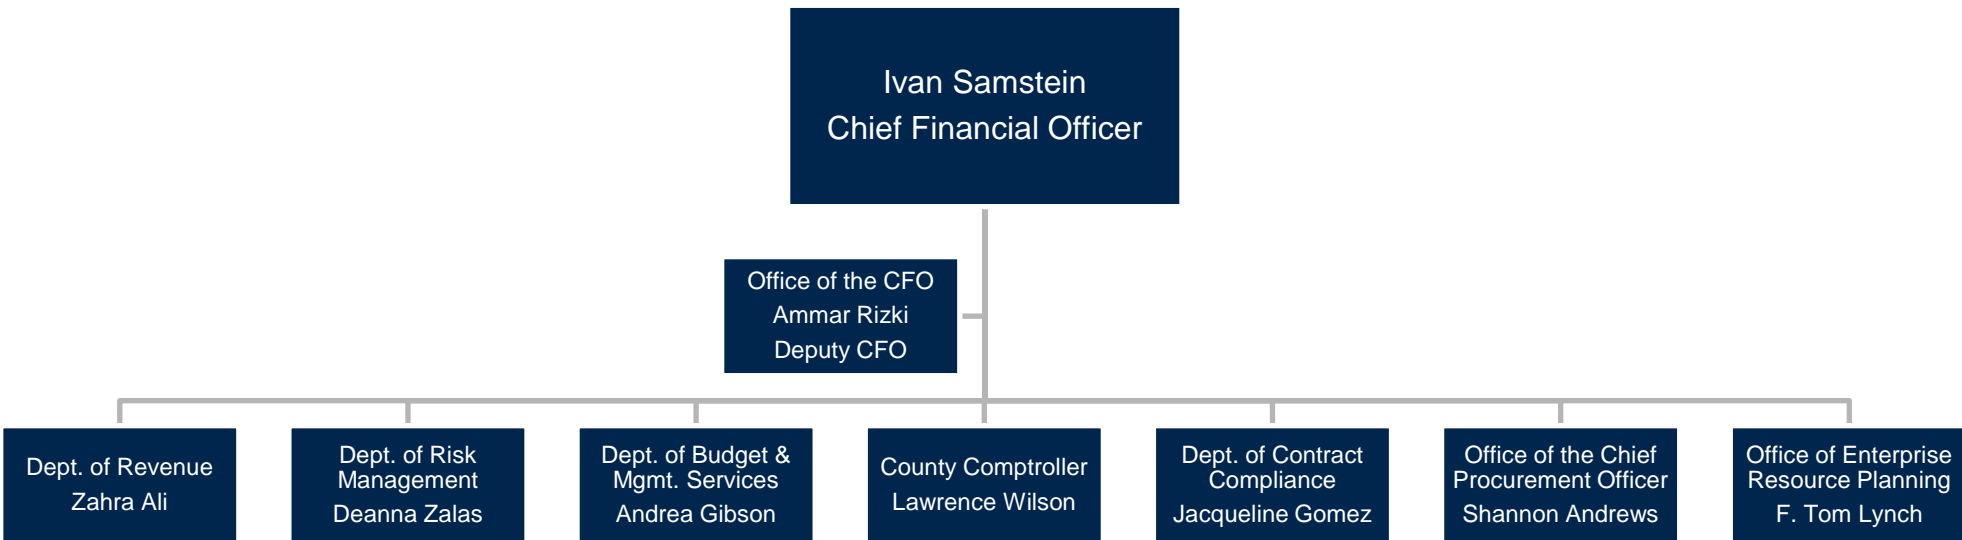 Ivan Samstein
Chief Financial Officer
Office of the CFO
Ammar Rizki
Deputy CFO
Dept. of Revenue
Zahra Ali
Dept. of Risk
Management
Deanna Zalas
Dept. of Budget &
Mgmt. Services
Andrea Gibson
County Comptroller
Lawrence Wilson
Dept. of Contract
Compliance
Jacqueline Gomez
Office of the Chief
Procurement Officer
Shannon Andrews
Office of Enterprise
Resource Planning
F. Tom Lynch